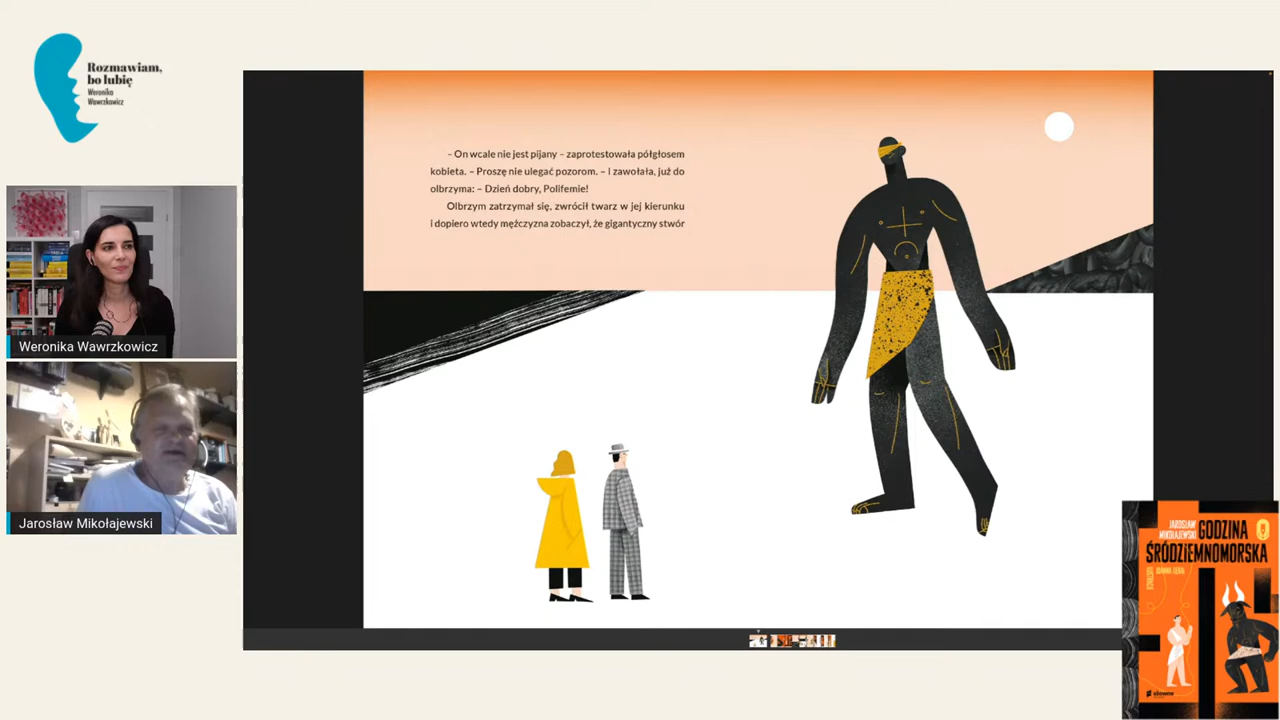 Rozmawiam,
bo lubię
Weronika
Wawrzkowicz
– On wcale nie jest pijany – zaprotestowała półgłosem
kobieta. – Proszę nie ulegać pozorom. – I zawołała, już do
olbrzyma: – Dzień dobry, Polifemie!
Olbrzym zatrzymał się, zwrócił twarz w jej kierunku
i dopiero wtedy mężczyzna zobaczył, że gigantyczny stwór
Weronika Wawrzkowicz
Jarosław Mikołajewski
JAROSŁAW
MIKOŁAJEWSKI
GODZINA
ŚRÓDZIEMNOMORSKA
słowne